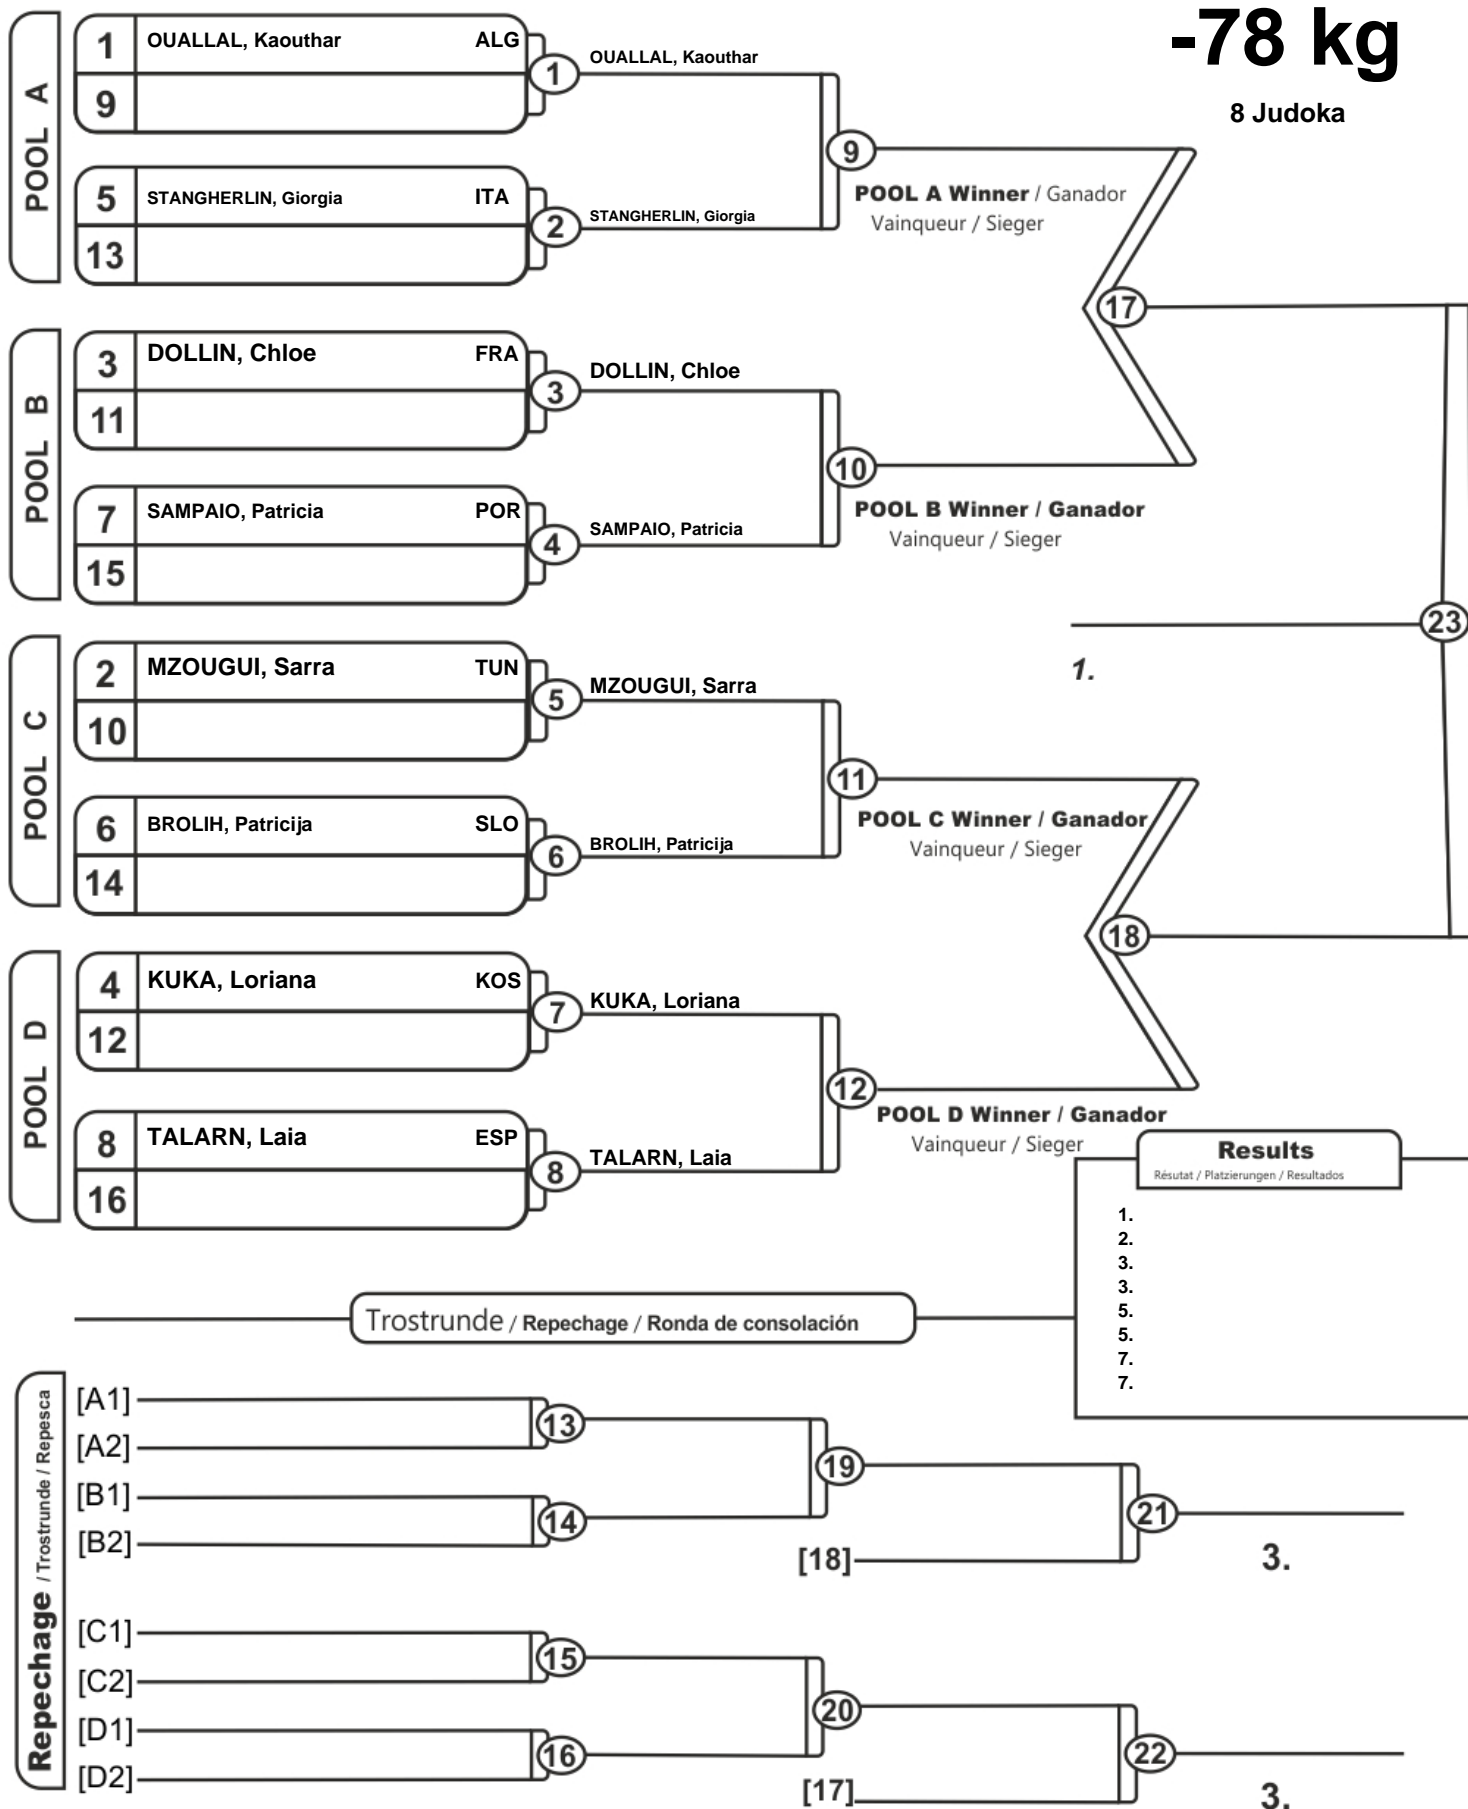 -78 kg
8 Judoka
POOL A
1 OUALLAL, Kaouthar ALG
9
1
OUALLAL, Kaouthar
5 STANGHERLIN, Giorgia ITA
13
2
STANGHERLIN, Giorgia
9
POOL A Winner / Ganador
Vainqueur / Sieger
POOL B
3 DOLLIN, Chloe FRA
11
3
DOLLIN, Chloe
7 SAMPAIO, Patricia POR
15
4
SAMPAIO, Patricia
10
POOL B Winner / Ganador
Vainqueur / Sieger
17
23
1.
POOL C
2 MZOUGUI, Sarra TUN
10
5
MZOUGUI, Sarra
6 BROLIH, Patricija SLO
14
6
BROLIH, Patricija
11
POOL C Winner / Ganador
Vainqueur / Sieger
18
POOL D
4 KUKA, Loriana KOS
12
7
KUKA, Loriana
8 TALARN, Laia ESP
16
8
TALARN, Laia
12
POOL D Winner / Ganador
Vainqueur / Sieger
Results
Résutat / Platzierungen / Resultados
1.
2.
3.
3.
5.
5.
7.
7.
Trostrunde / Repechage / Ronda de consolación
Repechage / Trostrunde / Repesca
[A1]
[A2]
13
[B1]
[B2]
14
19
[18]
21
3.
[C1]
[C2]
15
[D1]
[D2]
16
20
[17]
22
3.